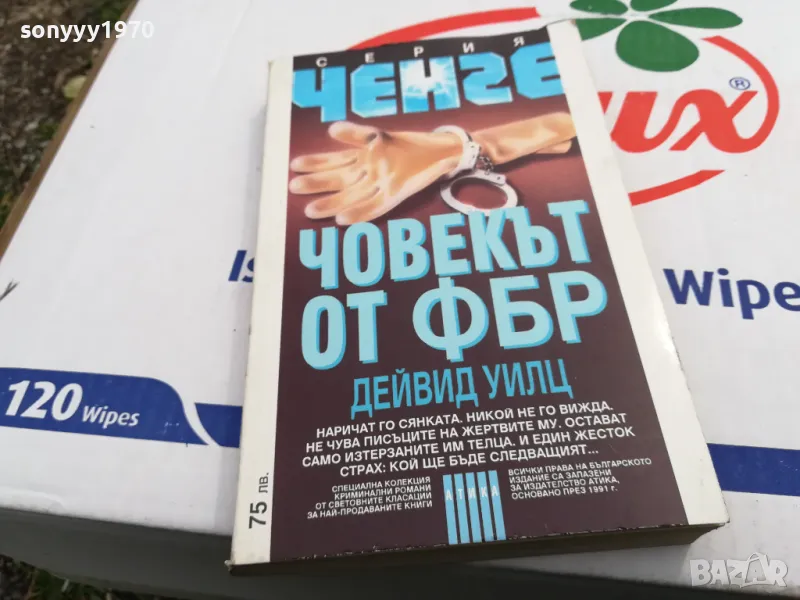 sonyyy1970
СЕРИЯ
ЧЕНГЕ
ЧОВЕКЪТ
ОТ ФБР
ДЕЙВИД УИЛЦ
НАРИЧАТ ГО СЯНКАТА. НИКОЙ НЕ ГО ВИЖДА.
НЕ ЧУВА ПИСЪЦИТЕ НА ЖЕРТВИТЕ МУ. ОСТАВАТ
САМО ИЗТЕРЗАНИТЕ ИМ ТЕЛЦА. И ЕДИН ЖЕСТОК
СТРАХ: КОЙ ЩЕ БЪДЕ СЛЕДВАЩИЯТ...
СПЕЦИАЛНА КОЛЕКЦИЯ
КРИМИНАЛНИ РОМАНИ
ОТ СВЕТОВНИТЕ КЛАСАЦИИ
ЗА НАЙ-ПРОДАВАНИТЕ КНИГИ
АТИКА
ВСИЧКИ ПРАВА НА БЪЛГАРСКОТО
ИЗДАНИЕ СА ЗАПАЗЕНИ
ЗА ИЗДАТЕЛСТВО АТИКА,
ОСНОВАНО ПРЕЗ 1991 г.
75 ЛВ.
120 Wipes
Wipe
®
BAZAR